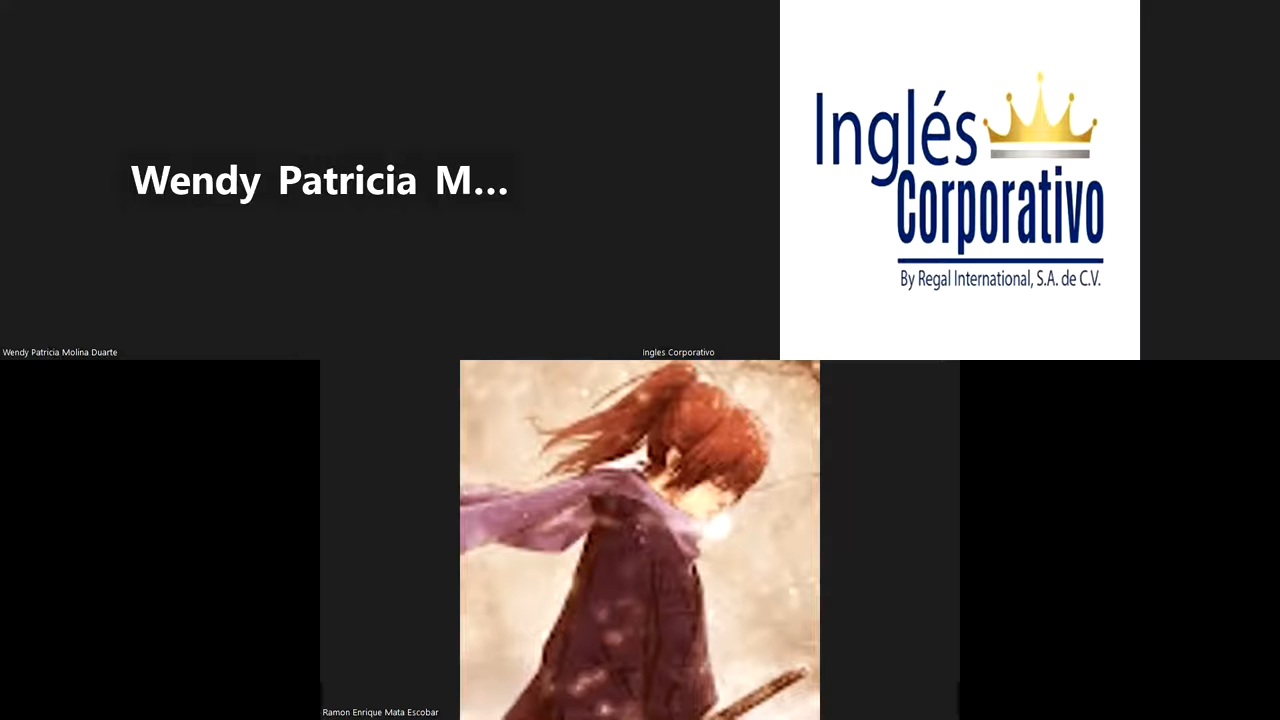 Wendy Patricia M...
Inglés
Corporativo
By Regal International, S.A. de C.V.
Wendy Patricia Molina Duarte
Ingles Corporativo
Ramon Enrique Mata Escobar